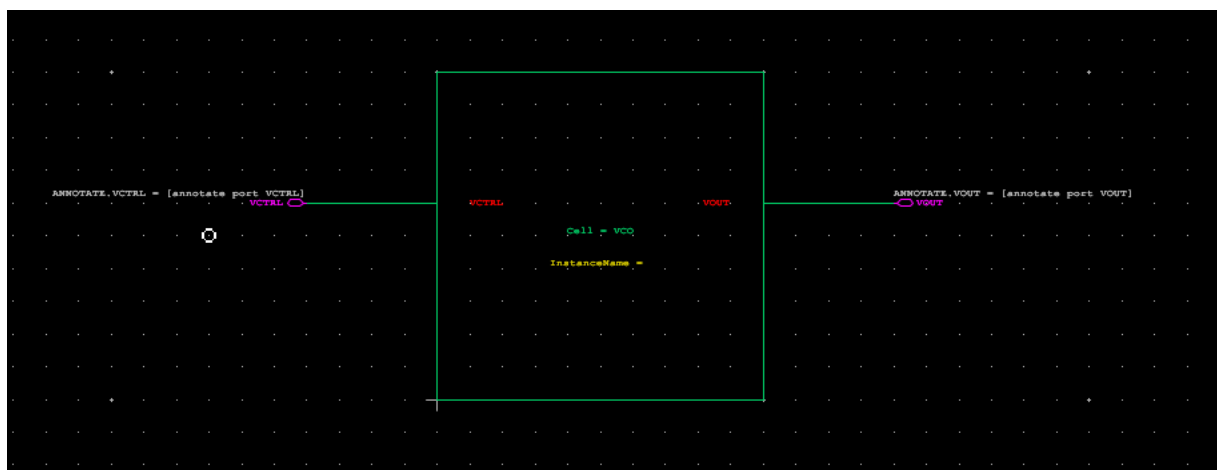 ANNOTATE.VCTRL = [annotate port VCTRL]
ANNOTATE.VOUT = [annotate port VOUT]
VCTRL
VCTRL
VOUT
VOUT
Cell = VCO
InstanceName =